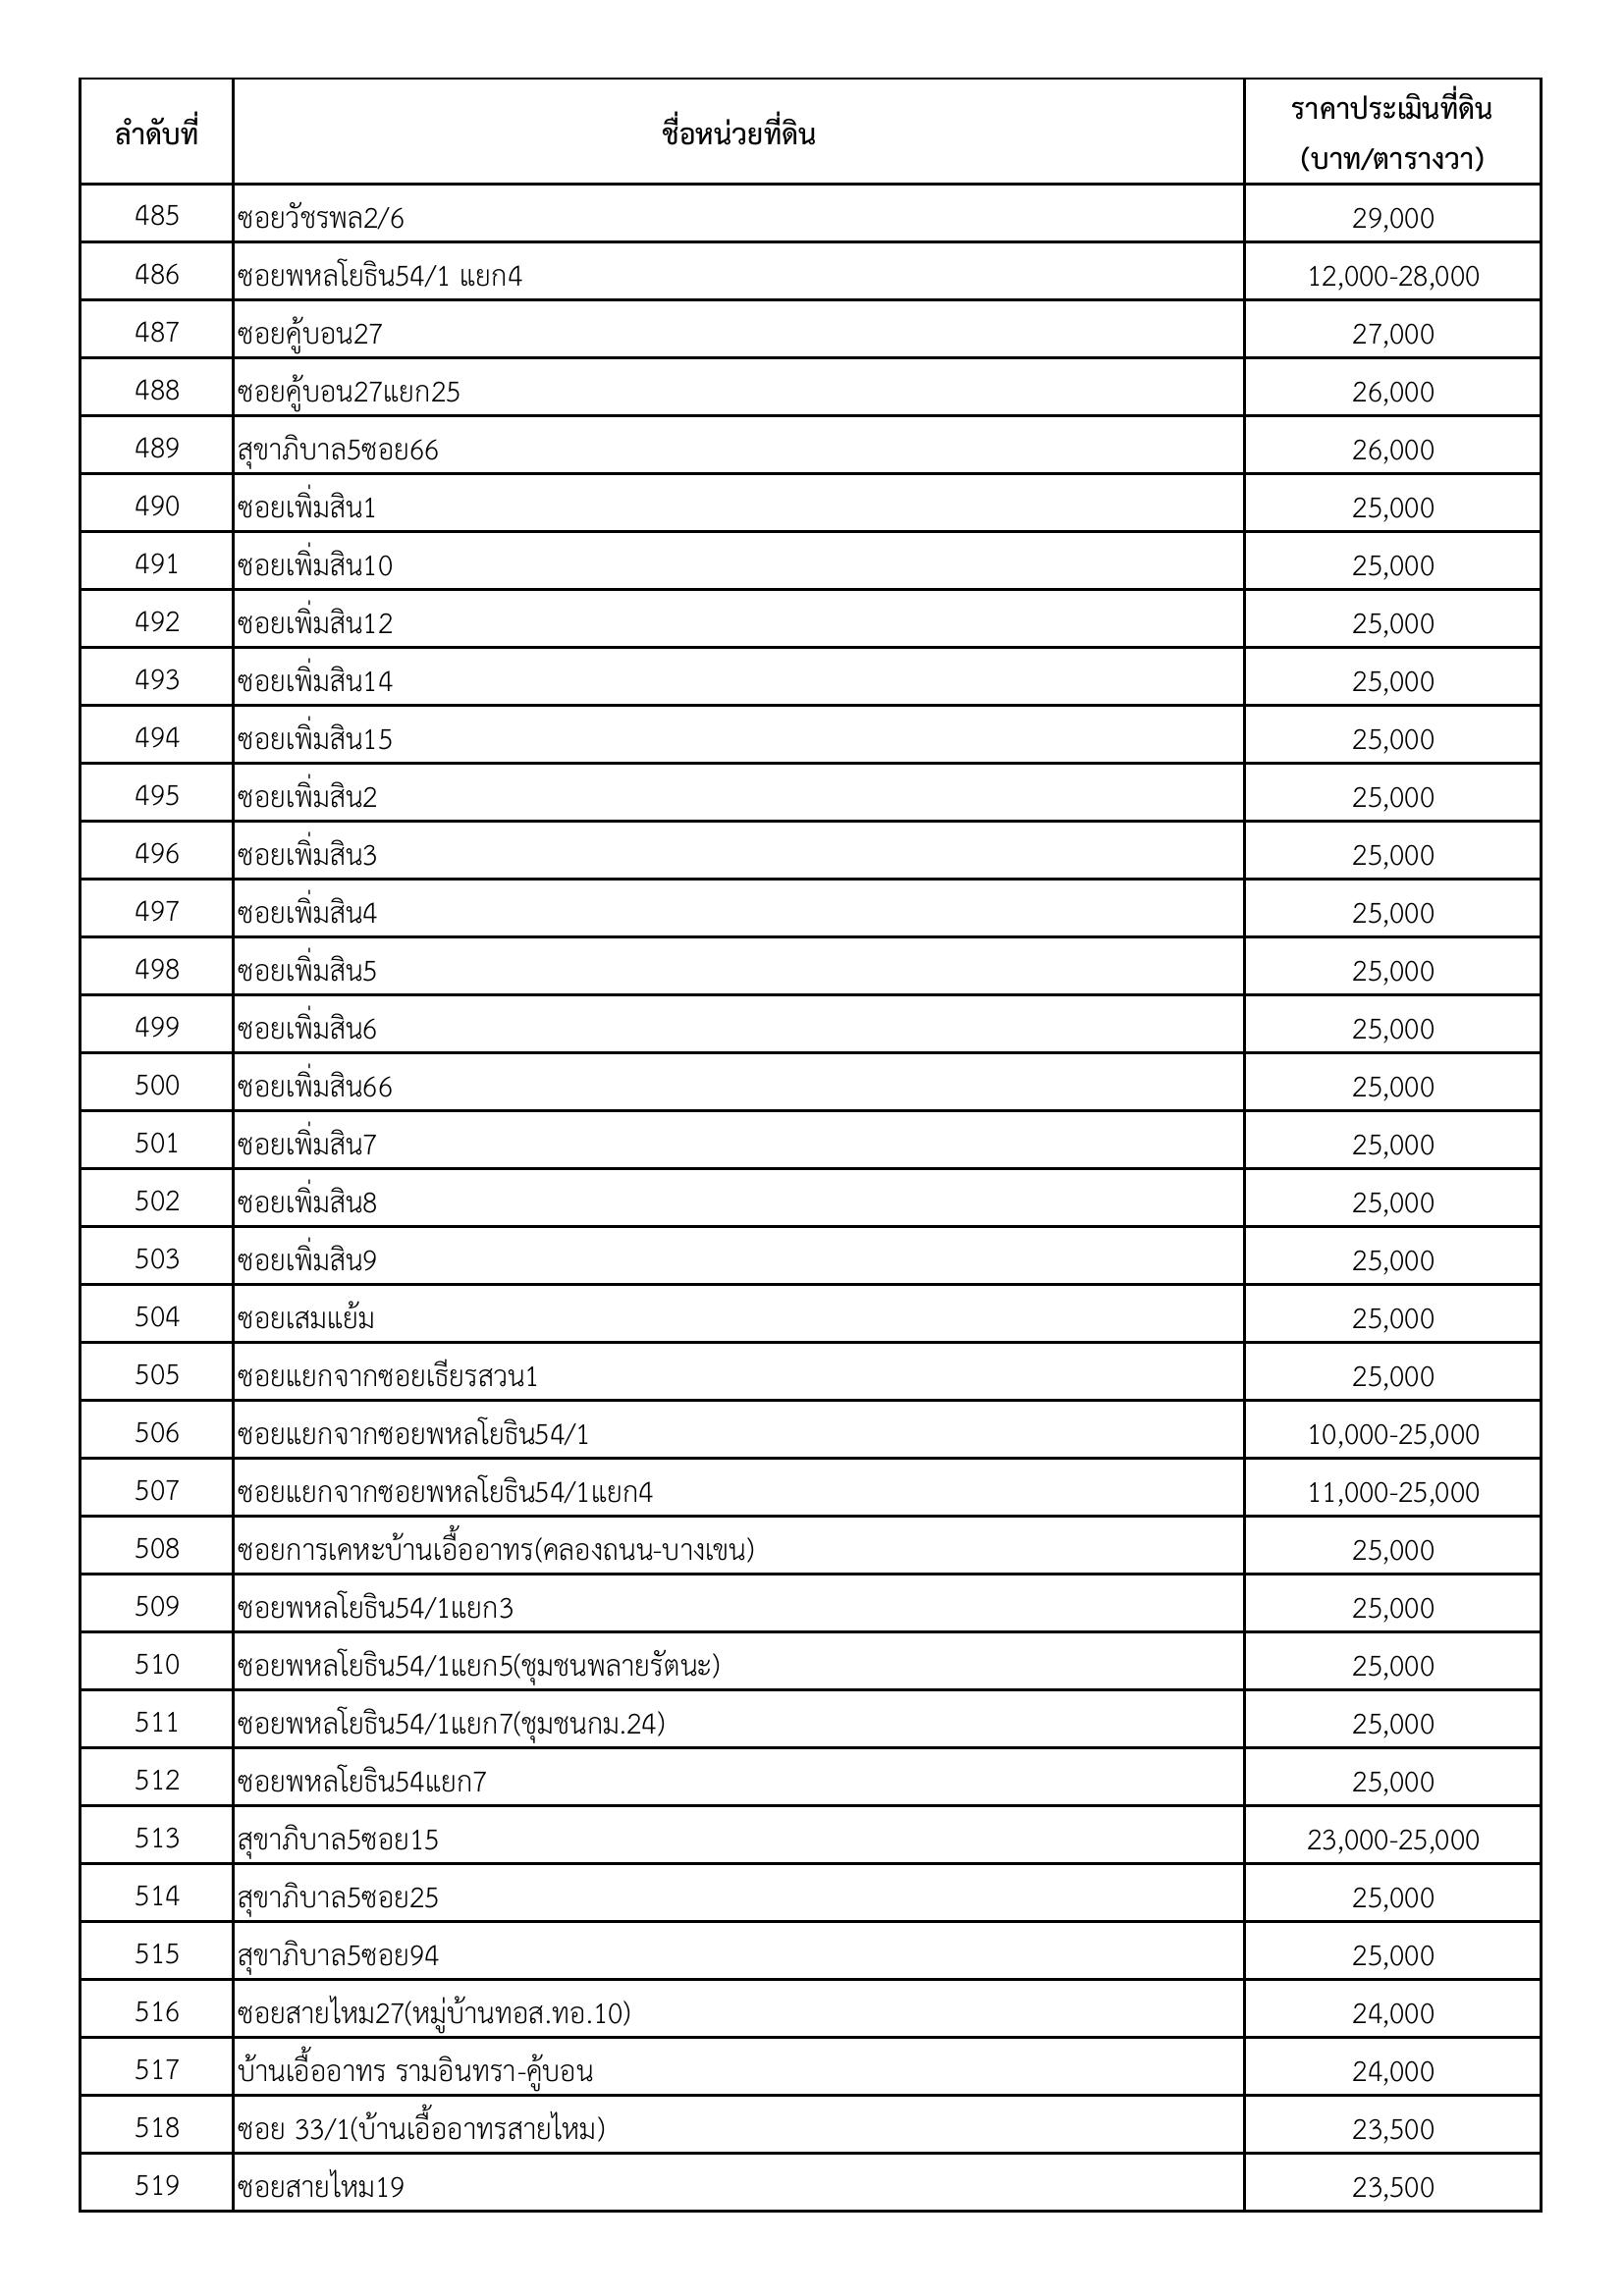 ลำดับที่ ชื่อหน่วยที่ดิน ราคาประเมินที่ดิน (บาท/ตารางวา)
485 ซอยวัชรพล2/6 29,000
486 ซอยพหลโยธิน54/1 แยก4 12,000-28,000
487 ซอยคู้บอน27 27,000
488 ซอยคู้บอน27แยก25 26,000
489 สุขาภิบาล5ซอย66 26,000
490 ซอยเพิ่มสิน1 25,000
491 ซอยเพิ่มสิน10 25,000
492 ซอยเพิ่มสิน12 25,000
493 ซอยเพิ่มสิน14 25,000
494 ซอยเพิ่มสิน15 25,000
495 ซอยเพิ่มสิน2 25,000
496 ซอยเพิ่มสิน3 25,000
497 ซอยเพิ่มสิน4 25,000
498 ซอยเพิ่มสิน5 25,000
499 ซอยเพิ่มสิน6 25,000
500 ซอยเพิ่มสิน66 25,000
501 ซอยเพิ่มสิน7 25,000
502 ซอยเพิ่มสิน8 25,000
503 ซอยเพิ่มสิน9 25,000
504 ซอยเสมแย้ม 25,000
505 ซอยแยกจากซอยเธียรสวน1 25,000
506 ซอยแยกจากซอยพหลโยธิน54/1 10,000-25,000
507 ซอยแยกจากซอยพหลโยธิน54/1แยก4 11,000-25,000
508 ซอยการเคหะบ้านเอื้ออาทร(คลองถนน-บางเขน) 25,000
509 ซอยพหลโยธิน54/1แยก3 25,000
510 ซอยพหลโยธิน54/1แยก5(ชุมชนพลายรัตนะ) 25,000
511 ซอยพหลโยธิน54/1แยก7(ชุมชนกม.24) 25,000
512 ซอยพหลโยธิน54แยก7 25,000
513 สุขาภิบาล5ซอย15 23,000-25,000
514 สุขาภิบาล5ซอย25 25,000
515 สุขาภิบาล5ซอย94 25,000
516 ซอยสายไหม27(หมู่บ้านทอส.ทอ.10) 24,000
517 บ้านเอื้ออาทร รามอินทรา-คู้บอน 24,000
518 ซอย 33/1(บ้านเอื้ออาทรสายไหม) 23,500
519 ซอยสายไหม19 23,500